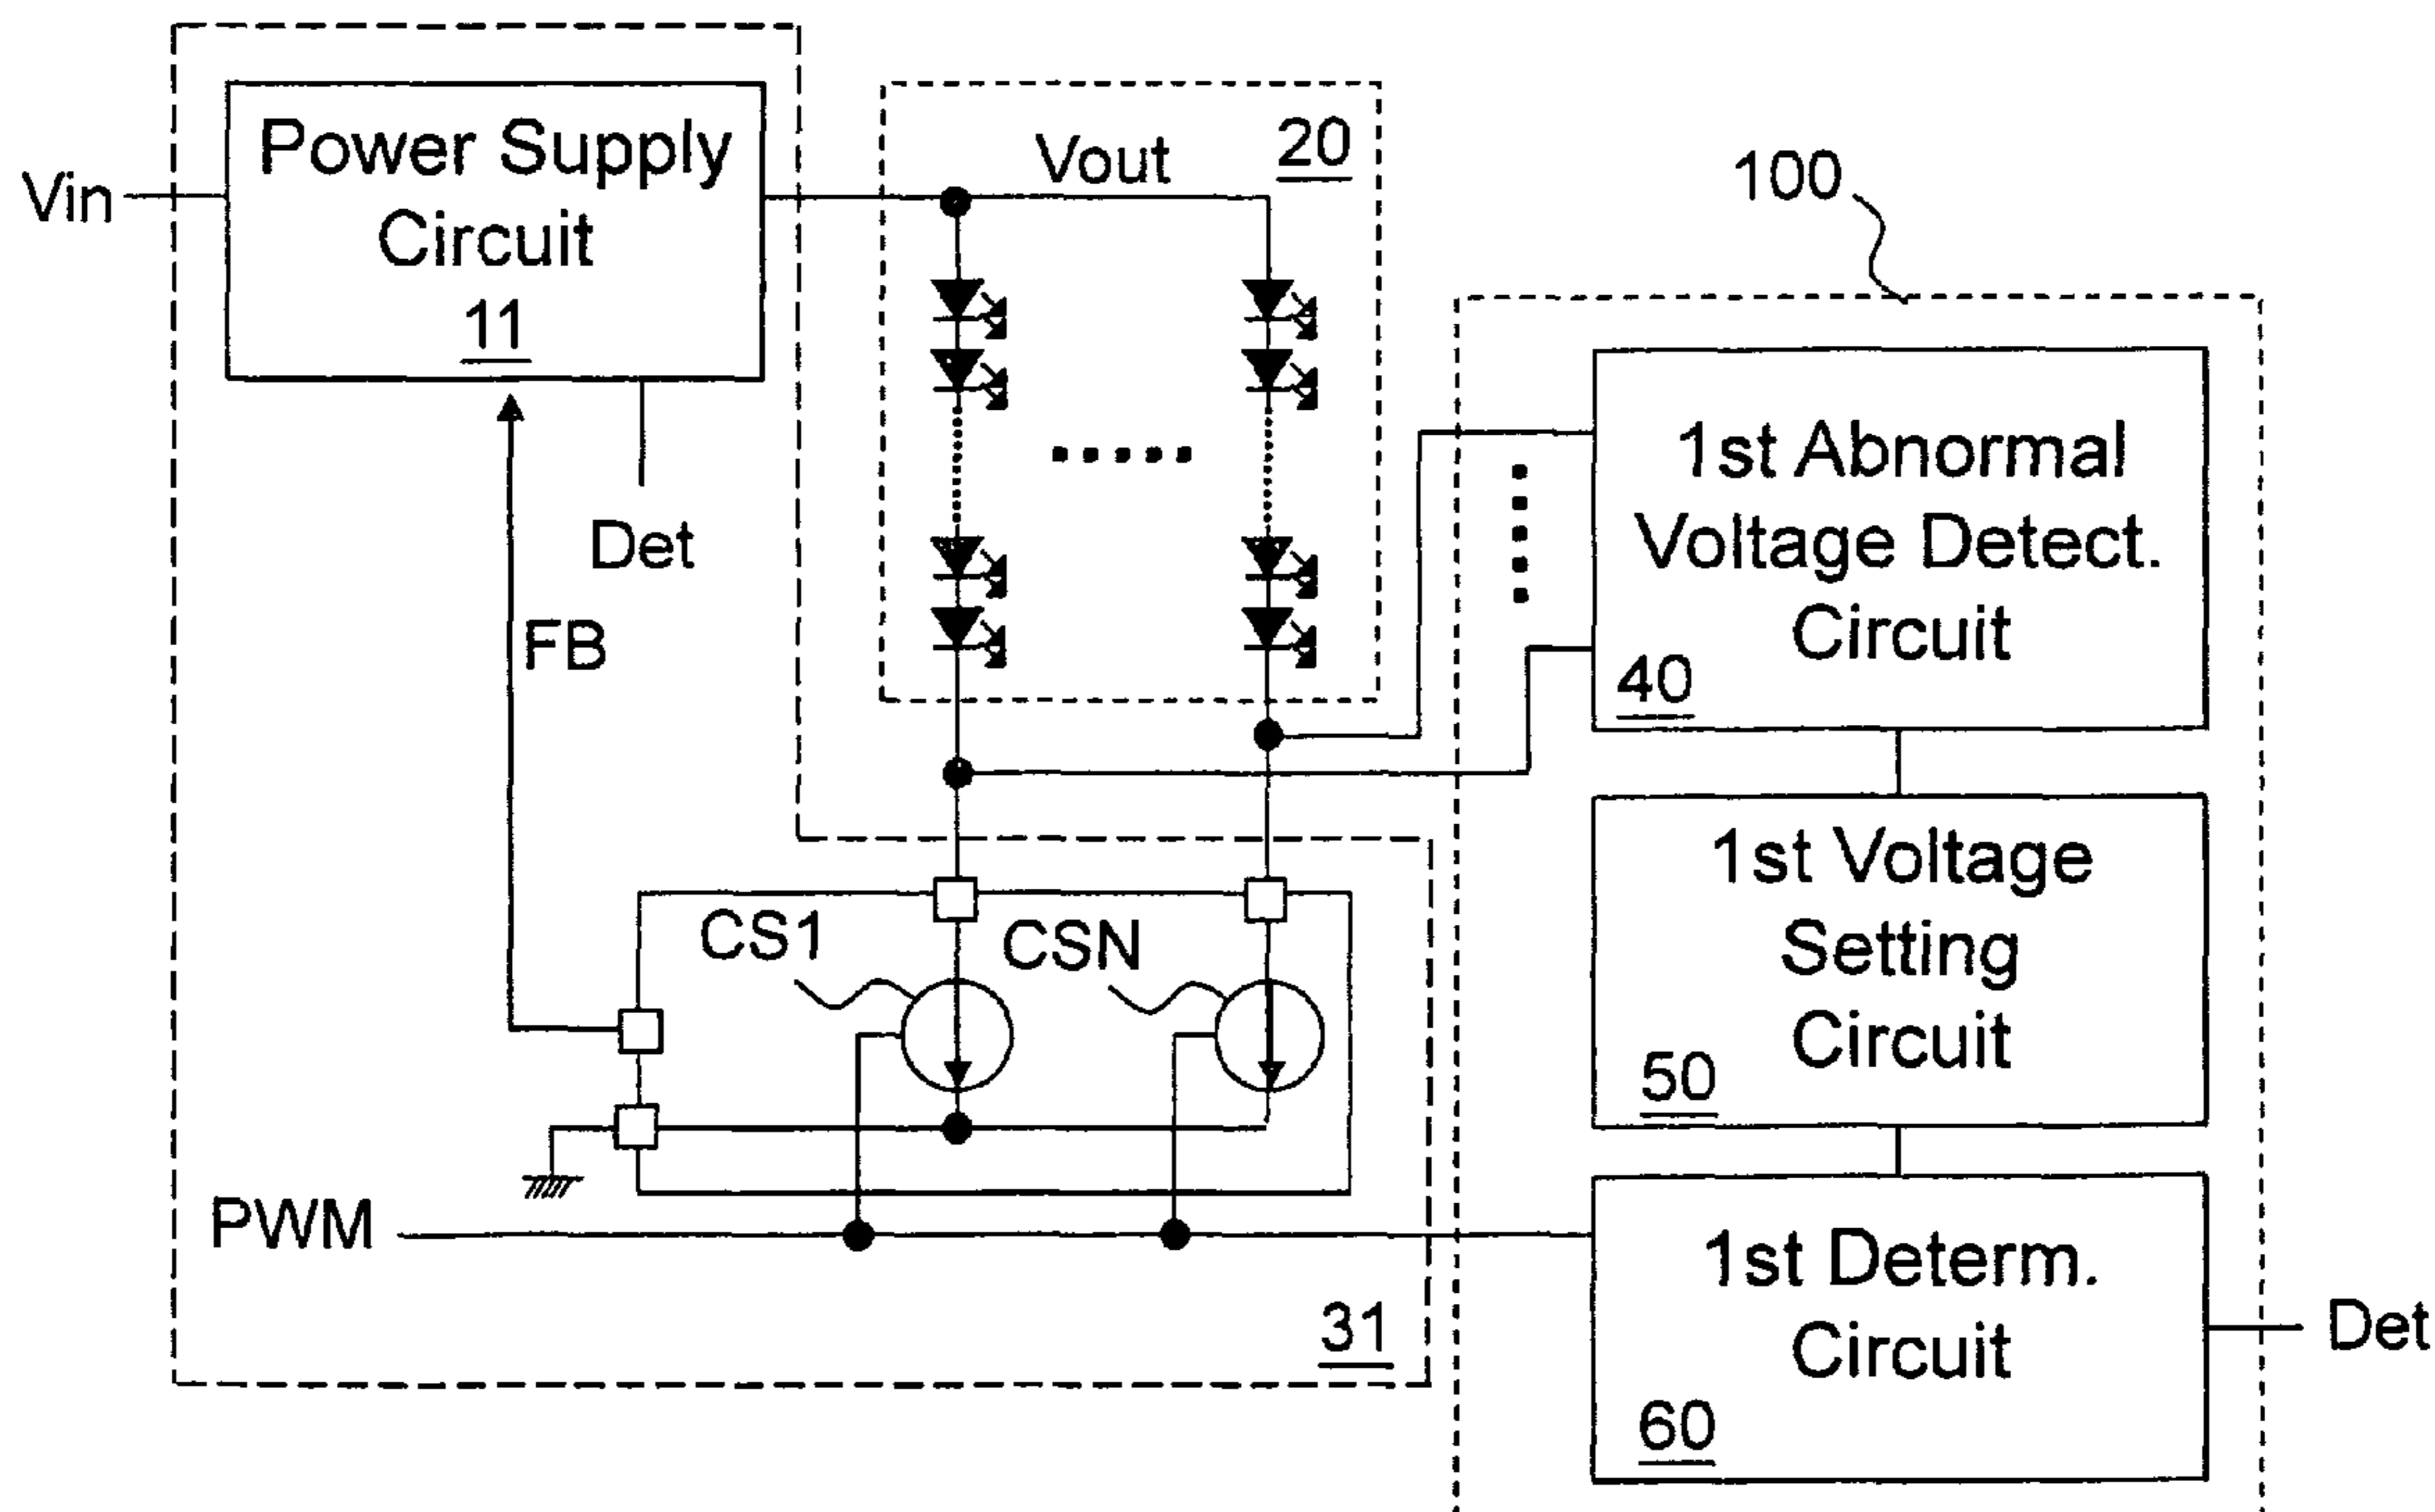 Power Supply
Circuit
11
Vin
Vout
20
100
Det
FB
1st Abnormal
Voltage Detect.
Circuit
40
1st Voltage
Setting
Circuit
50
CS1
CSN
PWM
31
1st Determ.
Circuit
60
Det